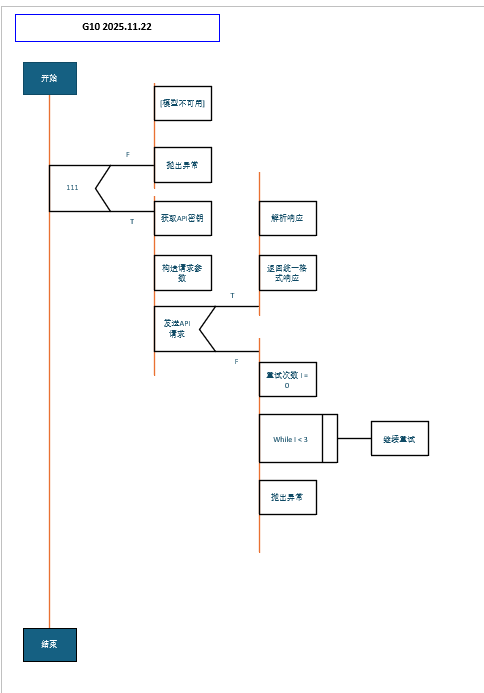 G10 2025.11.22
开始
[模型不可用]
F
抛出异常
111
T
获取API密钥
解析响应
构造请求参
数
返回统一格
式响应
T
发送API
请求
F
重试次数 I =
0
While I < 3
继续重试
抛出异常
结束